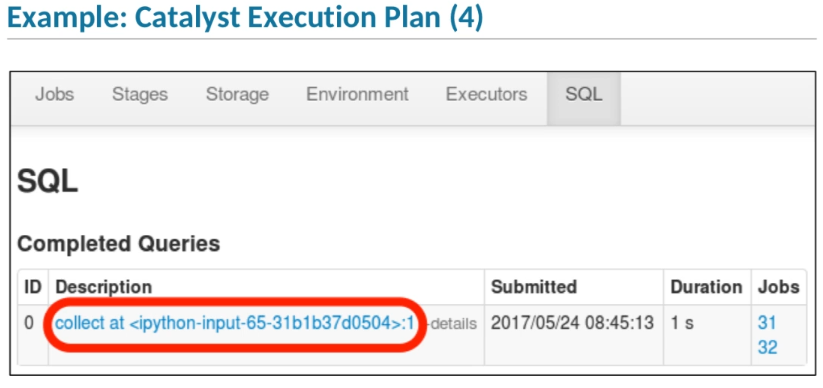 Example: Catalyst Execution Plan (4)
Jobs Stages Storage Environment Executors SQL
SQL
Completed Queries
ID Description Submitted Duration Jobs
0 collect at <ipython-input-65-31b1b37d0504>:1 +details 2017/05/24 08:45:13 1 s 31
32